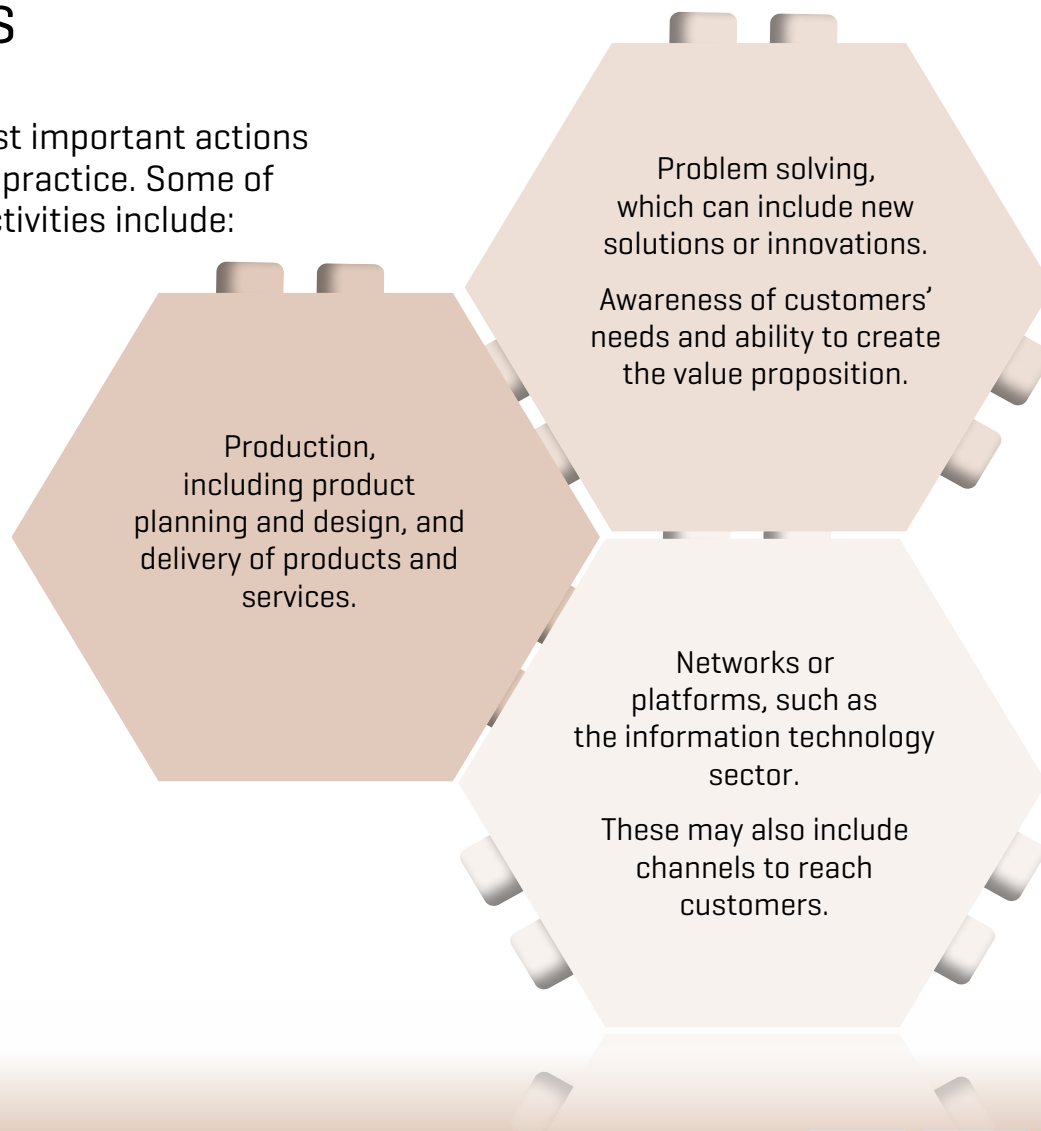 st important actions
practice. Some of
ctivities include:
Problem solving,
which can include new
solutions or innovations.
Awareness of customers’
needs and ability to create
the value proposition.
Production,
including product
planning and design, and
delivery of products and
services.
Networks or
platforms, such as
the information technology
sector.
These may also include
channels to reach
customers.